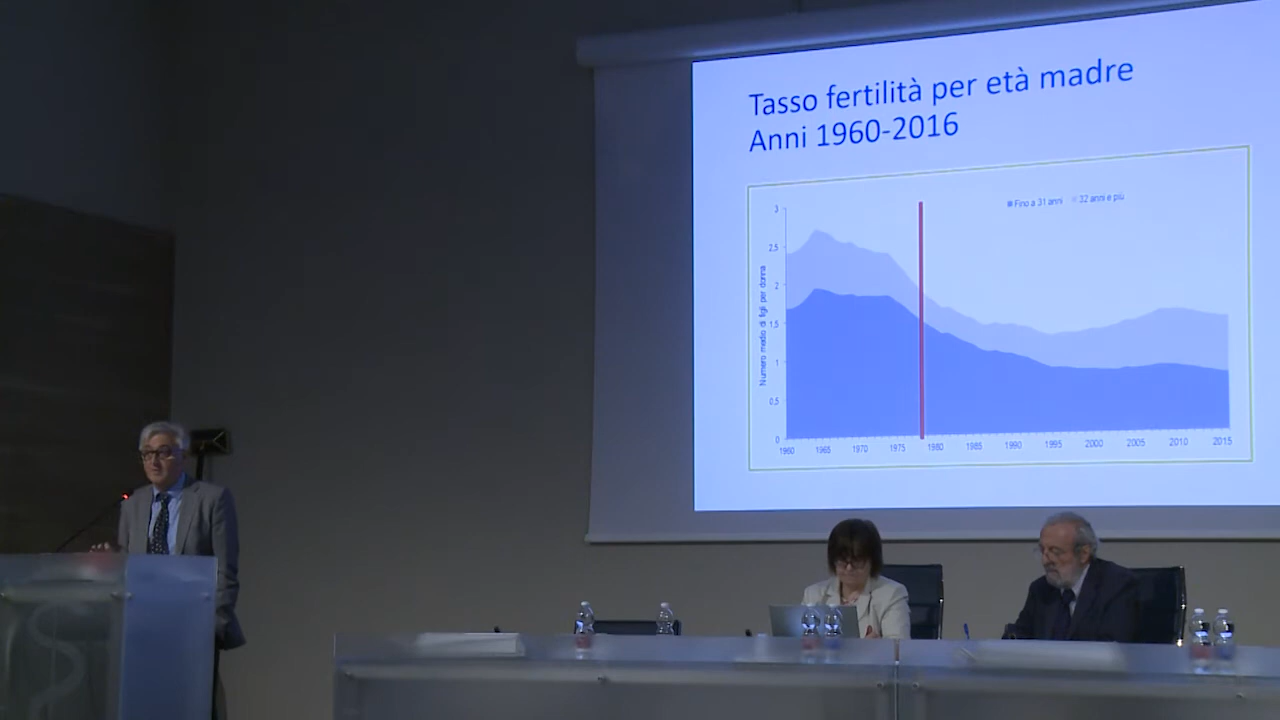 Tasso fertilità per età madre
Anni 1960-2016
Fino a 31 anni 32 anni e più
Numero medio di figli per donna
3
2.5
2
1.5
1
0.5
0
1960 1965 1970 1975 1980 1985 1990 1995 2000 2005 2010 2015